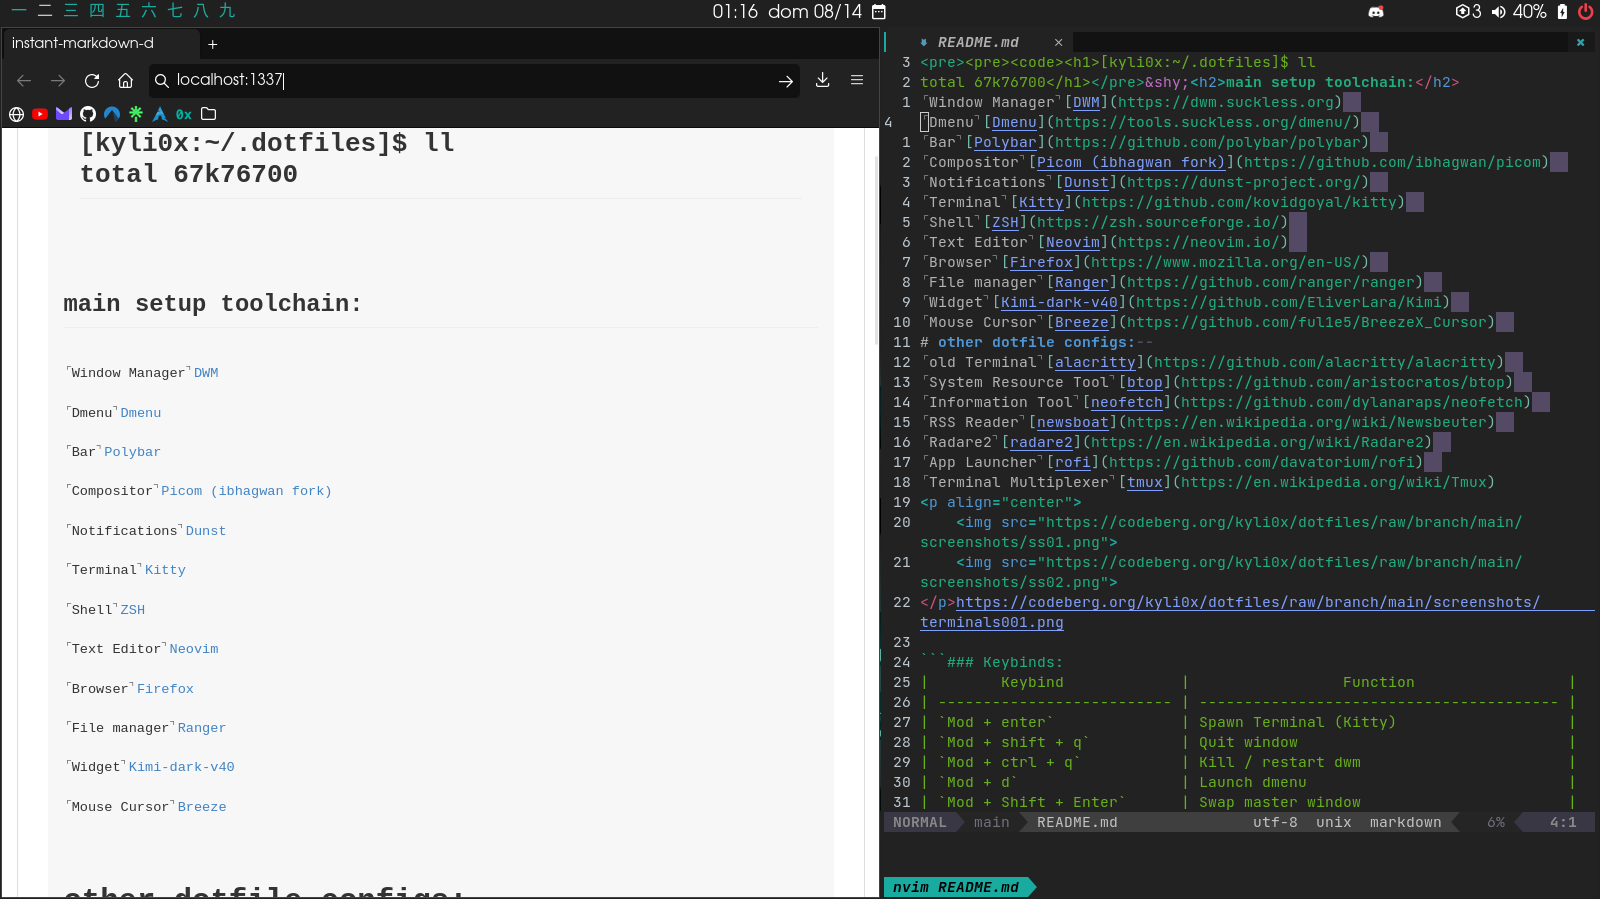 一 二 三 四 五 六 七 八 九
01:16 dom 08/14
3 40%
instant-markdown-d +
localhost:1337
0x
[kyli0x:~/.dotfiles]$ ll
total 67k76700
main setup toolchain:
「Window Manager」DWM
「Dmenu」Dmenu
「Bar」Polybar
「Compositor」Picom (ibhagwan fork)
「Notifications」Dunst
「Terminal」Kitty
「Shell」ZSH
「Text Editor」Neovim
「Browser」Firefox
「File manager」Ranger
「Widget」Kimi-dark-v40
「Mouse Cursor」Breeze
other dotfile configs:
README.md ×
3 <pre><pre><code><h1>[kyli0x:~/.dotfiles]$ ll
2 total 67k76700</h1></pre>&shy;<h2>main setup toolchain:</h2>
1 「Window Manager」[DWM](https://dwm.suckless.org)
4 「Dmenu」[Dmenu](https://tools.suckless.org/dmenu/)
1 「Bar」[Polybar](https://github.com/polybar/polybar)
2 「Compositor」[Picom (ibhagwan fork)](https://github.com/ibhagwan/picom)
3 「Notifications」[Dunst](https://dunst-project.org/)
4 「Terminal」[Kitty](https://github.com/kovidgoyal/kitty)
5 「Shell」[ZSH](https://zsh.sourceforge.io/)
6 「Text Editor」[Neovim](https://neovim.io/)
7 「Browser」[Firefox](https://www.mozilla.org/en-US/)
8 「File manager」[Ranger](https://github.com/ranger/ranger)
9 「Widget」[Kimi-dark-v40](https://github.com/EliverLara/Kimi)
10 「Mouse Cursor」[Breeze](https://github.com/ful1e5/BreezeX_Cursor)
11 # other dotfile configs:--
12 「old Terminal」[alacritty](https://github.com/alacritty/alacritty)
13 「System Resource Tool」[btop](https://github.com/aristocratos/btop)
14 「Information Tool」[neofetch](https://github.com/dylanaraps/neofetch)
15 「RSS Reader」[newsboat](https://en.wikipedia.org/wiki/Newsbeuter)
16 「Radare2」[radare2](https://en.wikipedia.org/wiki/Radare2)
17 「App Launcher」[rofi](https://github.com/davatorium/rofi)
18 「Terminal Multiplexer」[tmux](https://en.wikipedia.org/wiki/Tmux)
19 <p align="center">
20 <img src="https://codeberg.org/kyli0x/dotfiles/raw/branch/main/
screenshots/ss01.png">
21 <img src="https://codeberg.org/kyli0x/dotfiles/raw/branch/main/
screenshots/ss02.png">
22 </p>https://codeberg.org/kyli0x/dotfiles/raw/branch/main/screenshots/
terminals001.png
23
24 ```### Keybinds:
25 | Keybind | Function |
26 | -------------------------- | ---------------------------------------- |
27 | `Mod + enter` | Spawn Terminal (Kitty) |
28 | `Mod + shift + q` | Quit window |
29 | `Mod + ctrl + q` | Kill / restart dwm |
30 | `Mod + d` | Launch dmenu |
31 | `Mod + Shift + Enter` | Swap master window |
NORMAL main README.md utf-8 unix markdown 6% 4:1
nvim README.md